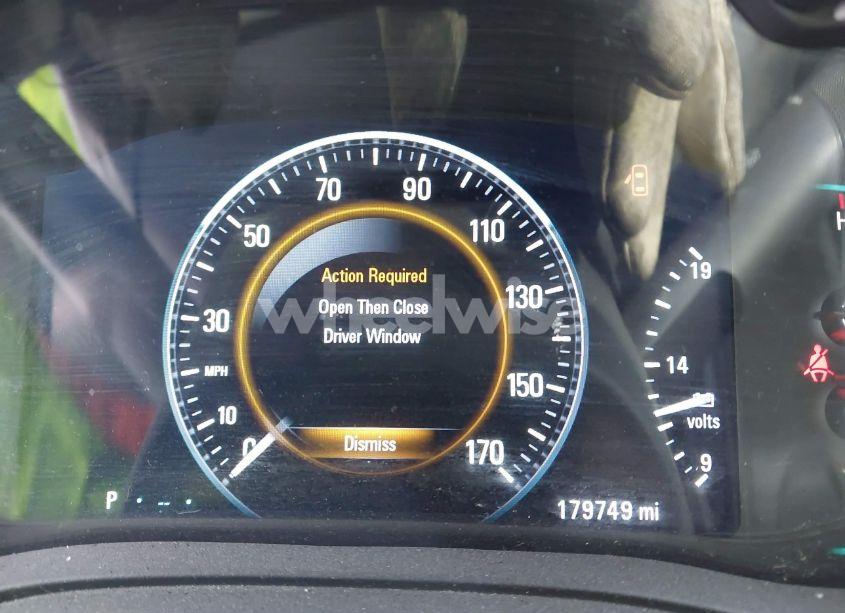 70
90
50
110
19
Action Required
Open Then Close
Driver Window
wheelwise
30
130
14
MPH
150
10
volts
0
Dismiss
170
9
P
179749 mi
H